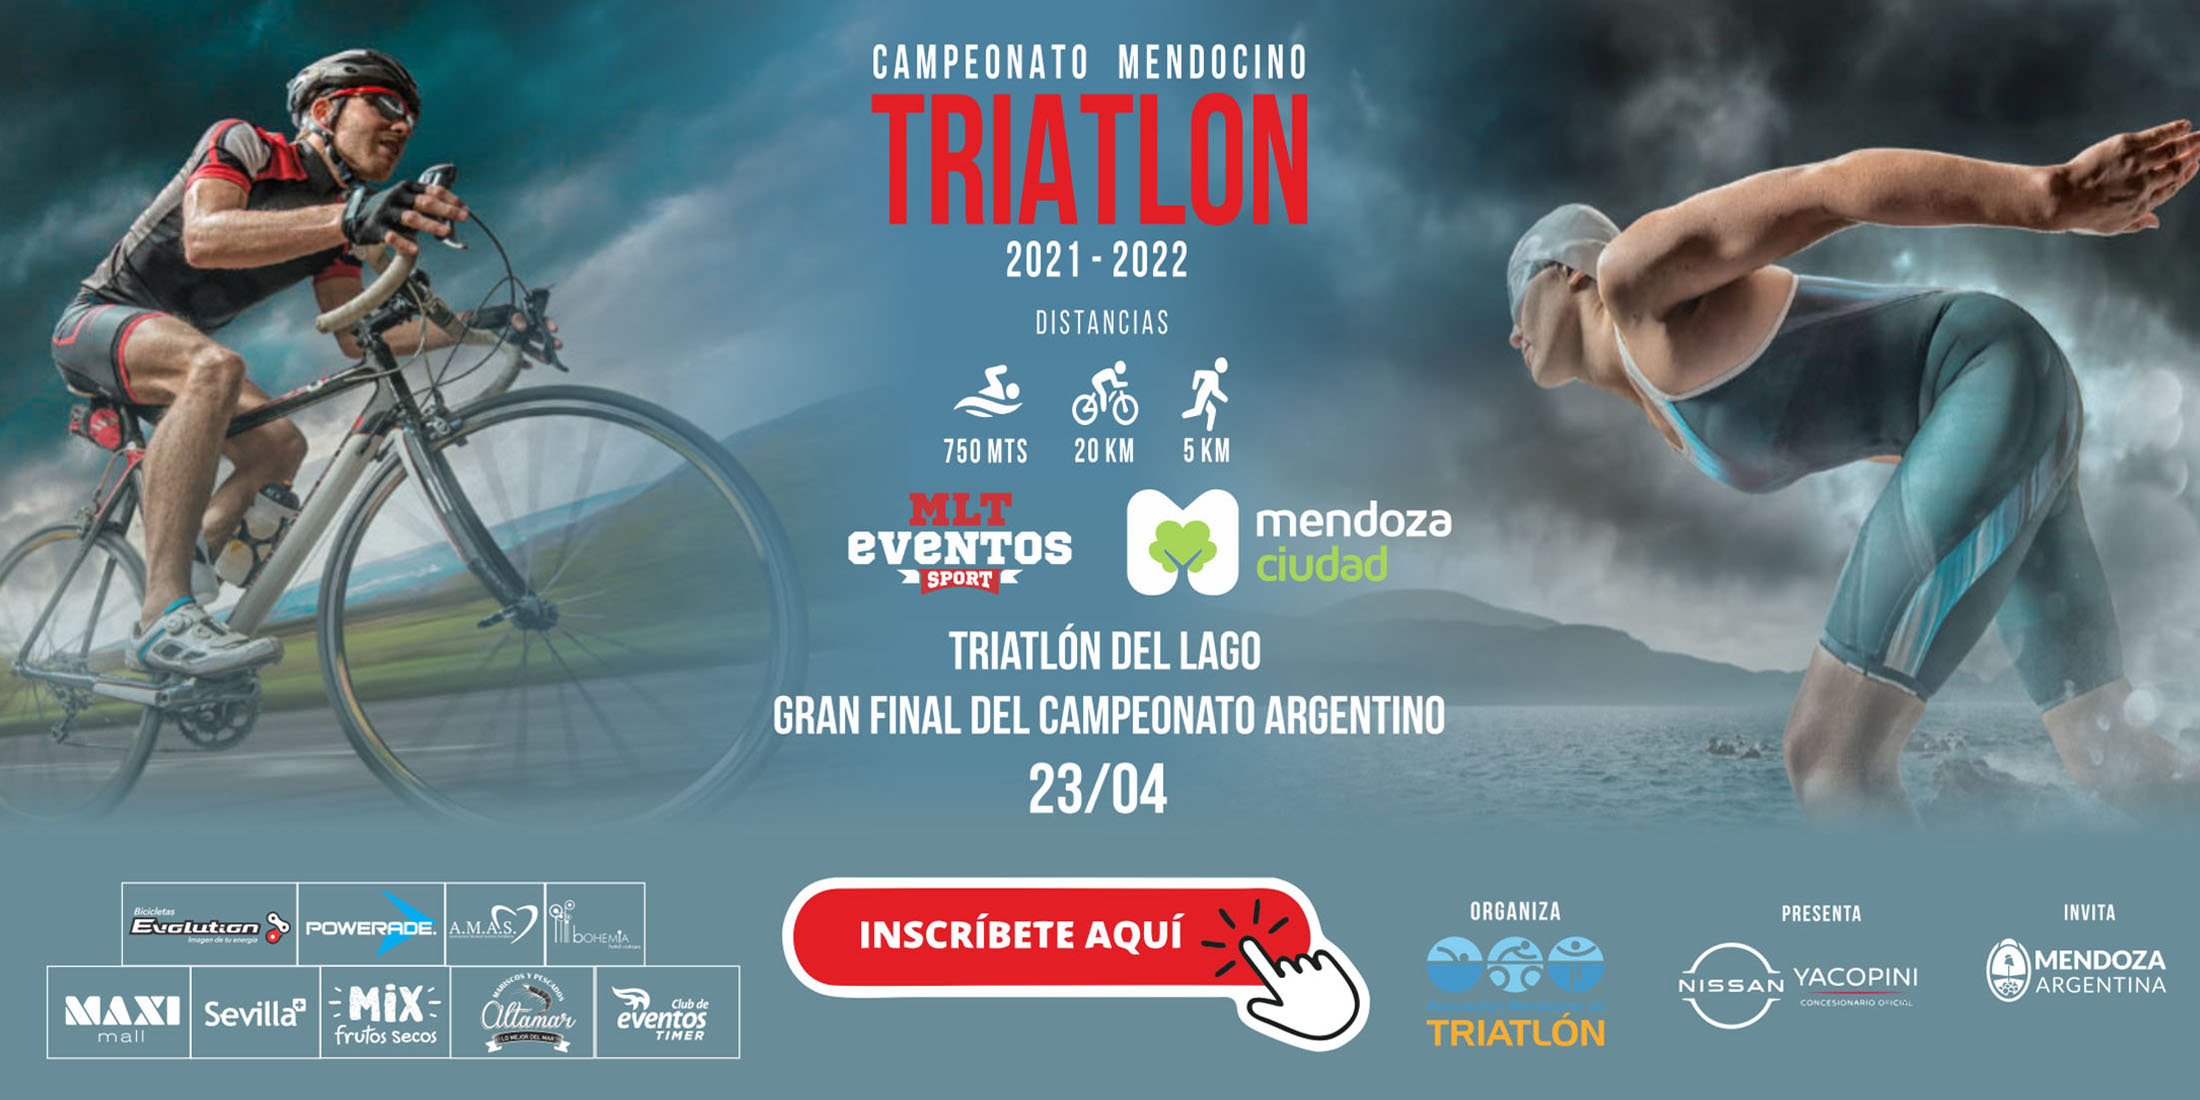 CAMPEONATO MENDOCINO
TRIATLON
2021 - 2022
DISTANCIAS
750 MTS 20 KM 5 KM
MLT
eventos
SPORT
mendoza
ciudad
TRIATLÓN DEL LAGO
GRAN FINAL DEL CAMPEONATO ARGENTINO
23/04
Bicicletas
Evolution
Imagen de tu energía
POWERADE.
A.M.A.S.
BOHEMIA
MAXI
mall
Sevilla
MIX
frutos secos
MARISCOS Y PESCADOS
altamar
LO MEJOR DEL MAR
Club de
eventos
TIMER
INSCRÍBETE AQUÍ
ORGANIZA
TRIATLÓN
PRESENTA
NISSAN
YACOPINI
CONCESIONARIO OFICIAL
INVITA
MENDOZA
ARGENTINA